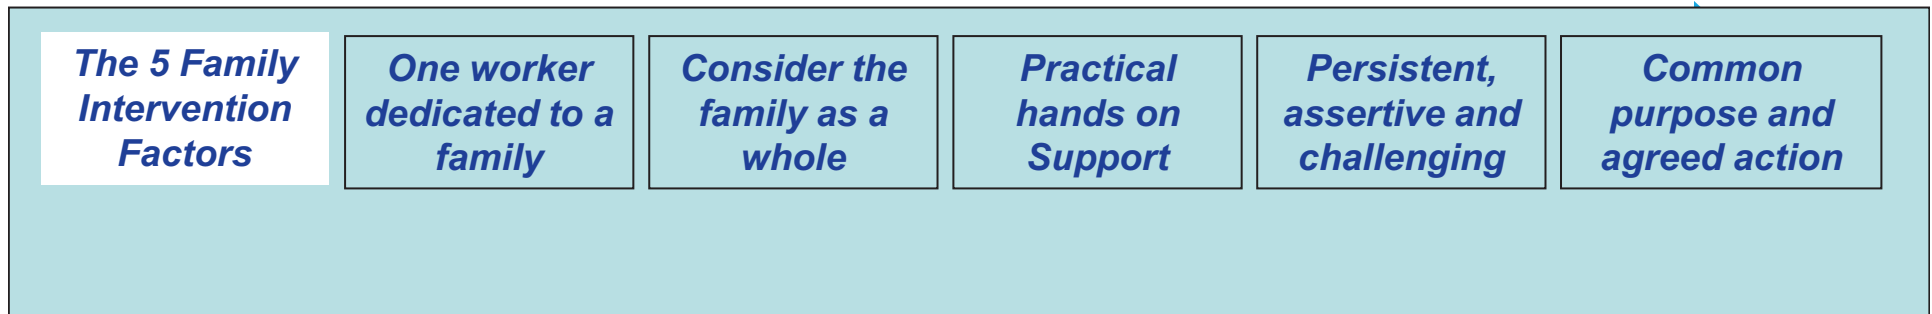 The 5 Family
Intervention
Factors
One worker
dedicated to a
family
Consider the
family as a
whole
Practical
hands on
Support
Persistent,
assertive and
challenging
Common
purpose and
agreed action